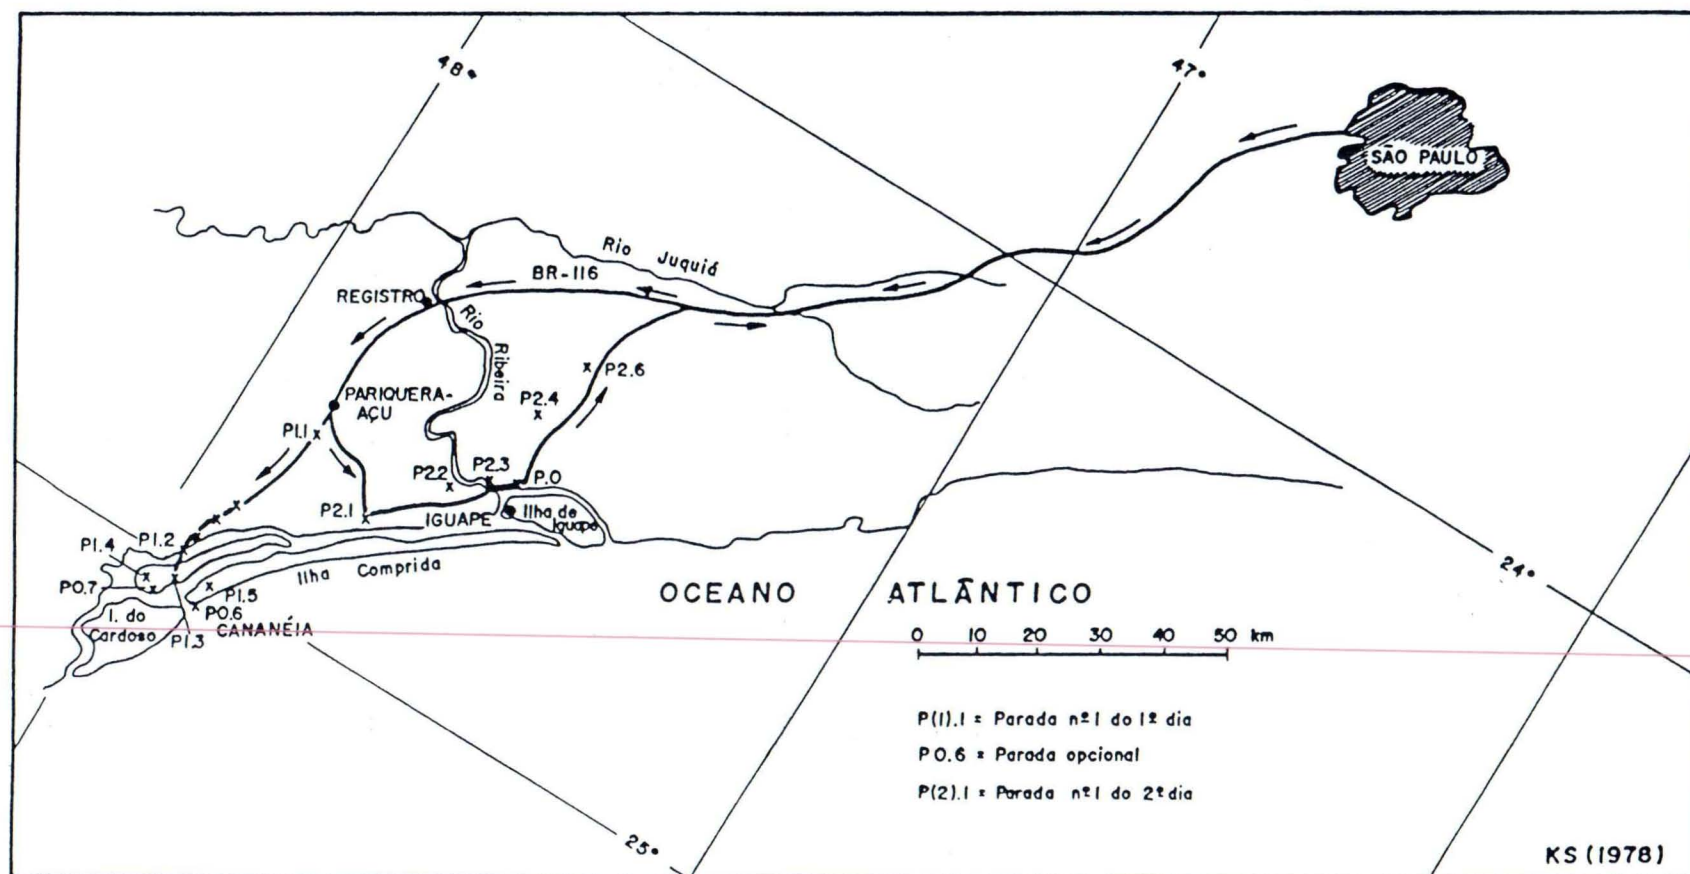 48°
47°
SÃO PAULO
Rio Juquiá
BR-116
REGISTRO
Rio Ribeira
PARIQUERA-
AÇU
P2.6
P2.4
P1.1
P2.2
P2.3
P.0
P2.1
IGUAPE
Ilha de
Iguape
P1.2
P1.4
P0.7
Ilha Comprida
P1.5
P0.6
I. do
Cardoso
P1.3
CANANÉIA
OCEANO ATLÂNTICO
24°
25°
0 10 20 30 40 50 km
P(1).1 = Parada nº1 do 1º dia
P0.6 = Parada opcional
P(2).1 = Parada nº1 do 2º dia
KS (1978)